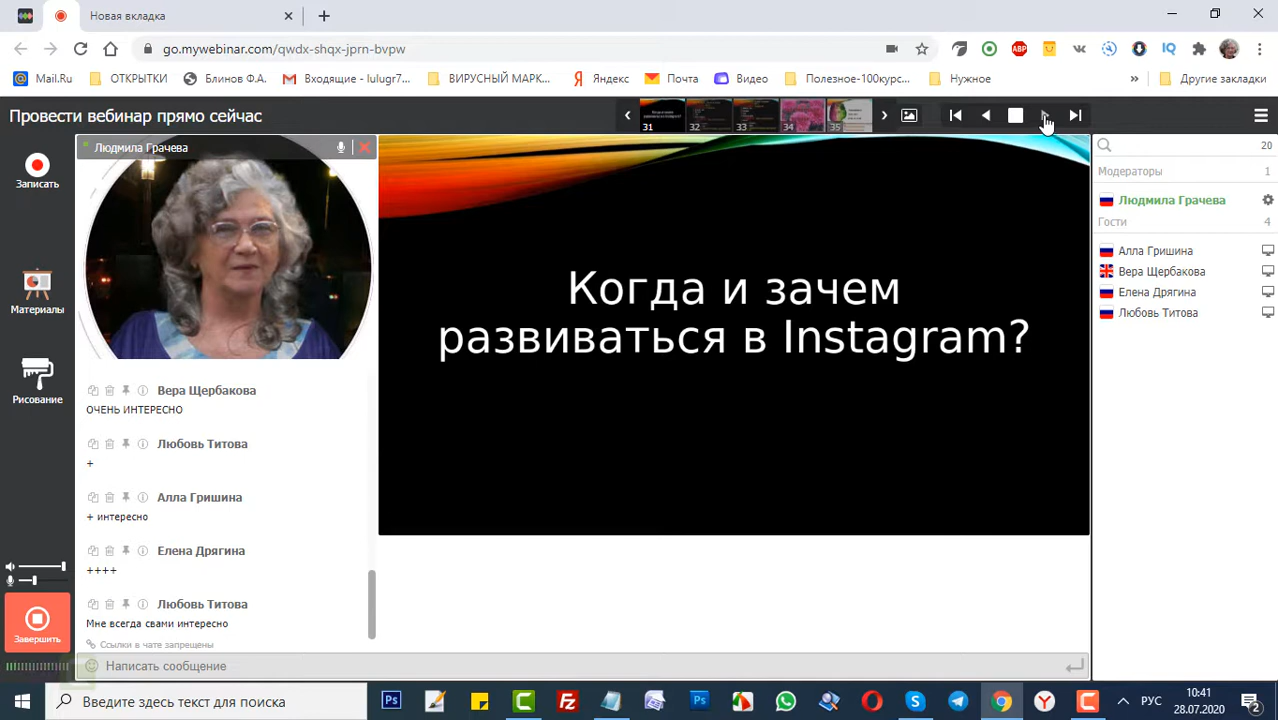 Новая вкладка
go.mywebinar.com/qwdx-shqx-jprn-bvpw
ABP
IQ
Mail.Ru
ОТКРЫТКИ
Блинов Ф.А.
Входящие - lulugr7...
ВИРУСНЫЙ МАРК...
Яндекс
Почта
Видео
Полезное-100курс...
Нужное
»
Другие закладки
Провести вебинар прямо сейчас
31
32
33
34
35
Записать
Материалы
Рисование
Завершить
Людмила Грачева
Вера Щербакова
ОЧЕНЬ ИНТЕРЕСНО
Любовь Титова
+
Алла Гришина
+ интересно
Елена Дрягина
++++
Любовь Титова
Мне всегда свами интересно
Ссылки в чате запрещены
Написать сообщение
Когда и зачем
развиваться в Instagram?
20
Модераторы 1
Людмила Грачева
Гости 4
Алла Гришина
Вера Щербакова
Елена Дрягина
Любовь Титова
Введите здесь текст для поиска
Ps
Ps
РУС
10:41
28.07.2020
2